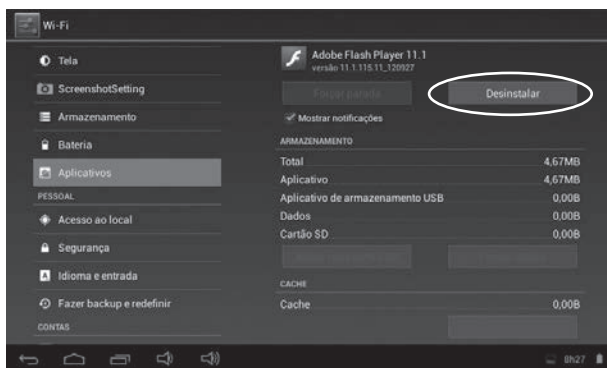 Wi-Fi
Tela
ScreenshotSetting
Armazenamento
Bateria
Aplicativos
PESSOAL
Acesso ao local
Segurança
Idioma e entrada
Fazer backup e redefinir
CONTAS
Adobe Flash Player 11.1
versão 11.1.115.11_120927
Forçar parada
Desinstalar
Mostrar notificações
ARMAZENAMENTO
Total 4,67MB
Aplicativo 4,67MB
Aplicativo de armazenamento USB 0,00B
Dados 0,00B
Cartão SD 0,00B
CACHE
Cache 0,00B
8h27